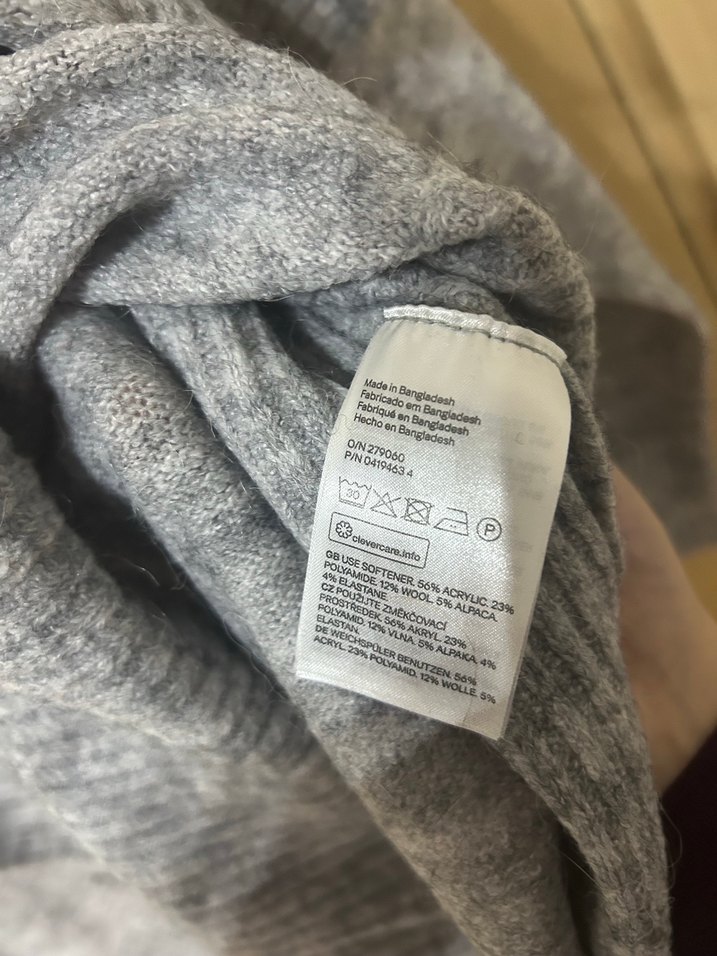 Made in Bangladesh
Fabricado em Bangladesh
Fabriqué en Bangladesh
Hecho en Bangladesh
O/N 279060
P/N 0419463 4
30
P
clevercare.info
GB USE SOFTENER. 56% ACRYLIC. 23%
POLYAMIDE. 12% WOOL. 5% ALPACA.
4% ELASTANE.
CZ POUŽIJTE ZMĚKČOVACÍ
PROSTŘEDEK. 56% AKRYL. 23%
POLYAMID. 12% VLNA. 5% ALPAKA. 4%
ELASTAN.
DE WEICHSPÜLER BENUTZEN. 56%
ACRYL. 23% POLYAMID. 12% WOLLE. 5%